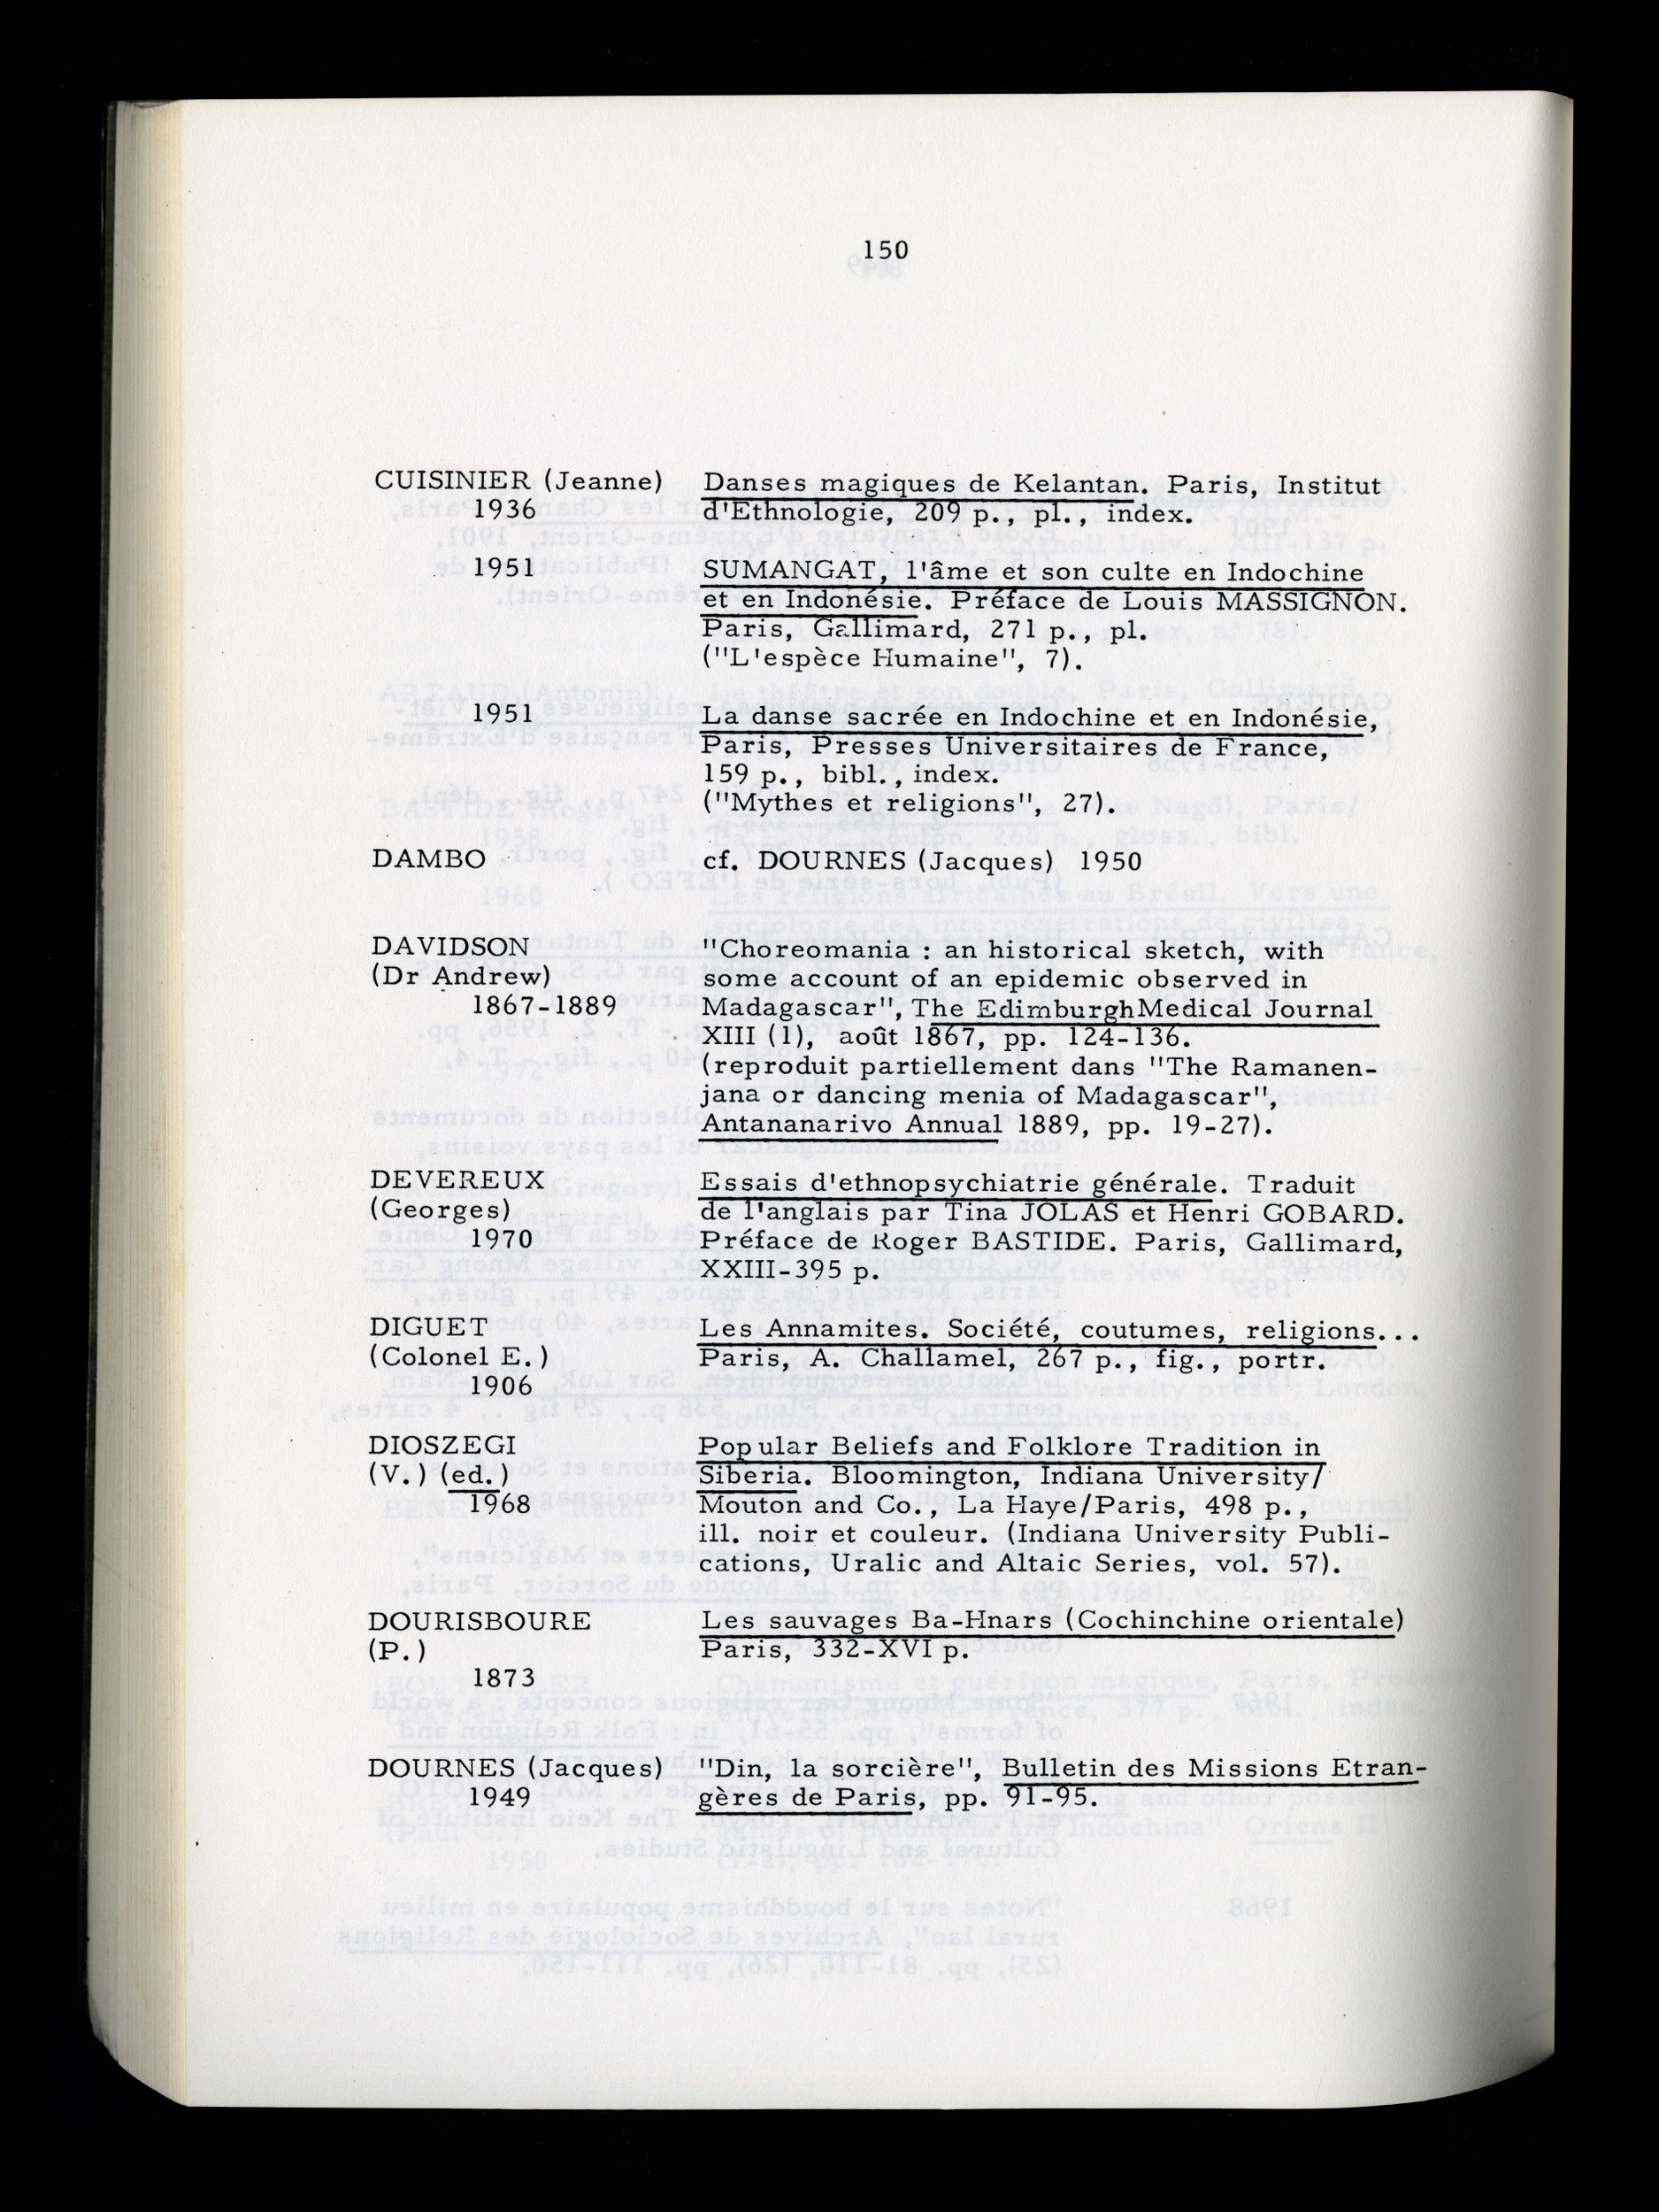 150
CUISINIER (Jeanne) Danses magiques de Kelantan. Paris, Institut
1936 d'Ethnologie, 209 p., pl., index.
1951 SUMANGAT, l'âme et son culte en Indochine
et en Indonésie. Préface de Louis MASSIGNON.
Paris, Gallimard, 271 p., pl.
("L'espèce Humaine", 7).
1951 La danse sacrée en Indochine et en Indonésie,
Paris, Presses Universitaires de France,
159 p., bibl., index.
("Mythes et religions", 27).
DAMBO cf. DOURNES (Jacques) 1950
DAVIDSON "Choreomania : an historical sketch, with
(Dr Andrew) some account of an epidemic observed in
1867-1889 Madagascar", The EdimburghMedical Journal
XIII (1), août 1867, pp. 124-136.
(reproduit partiellement dans "The Ramanen-
jana or dancing menia of Madagascar",
Antananarivo Annual 1889, pp. 19-27).
DEVEREUX Essais d'ethnopsychiatrie générale. Traduit
(Georges) de l'anglais par Tina JOLAS et Henri GOBARD.
1970 Préface de Roger BASTIDE. Paris, Gallimard,
XXIII-395 p.
DIGUET Les Annamites. Société, coutumes, religions...
(Colonel E.) Paris, A. Challamel, 267 p., fig., portr.
1906
DIOSZEGI Popular Beliefs and Folklore Tradition in
(V.) (ed.) Siberia. Bloomington, Indiana University/
1968 Mouton and Co., La Haye/Paris, 498 p.,
ill. noir et couleur. (Indiana University Publi-
cations, Uralic and Altaic Series, vol. 57).
DOURISBOURE Les sauvages Ba-Hnars (Cochinchine orientale)
(P.) Paris, 332-XVI p.
1873
DOURNES (Jacques) "Din, la sorcière", Bulletin des Missions Etran-
1949 gères de Paris, pp. 91-95.